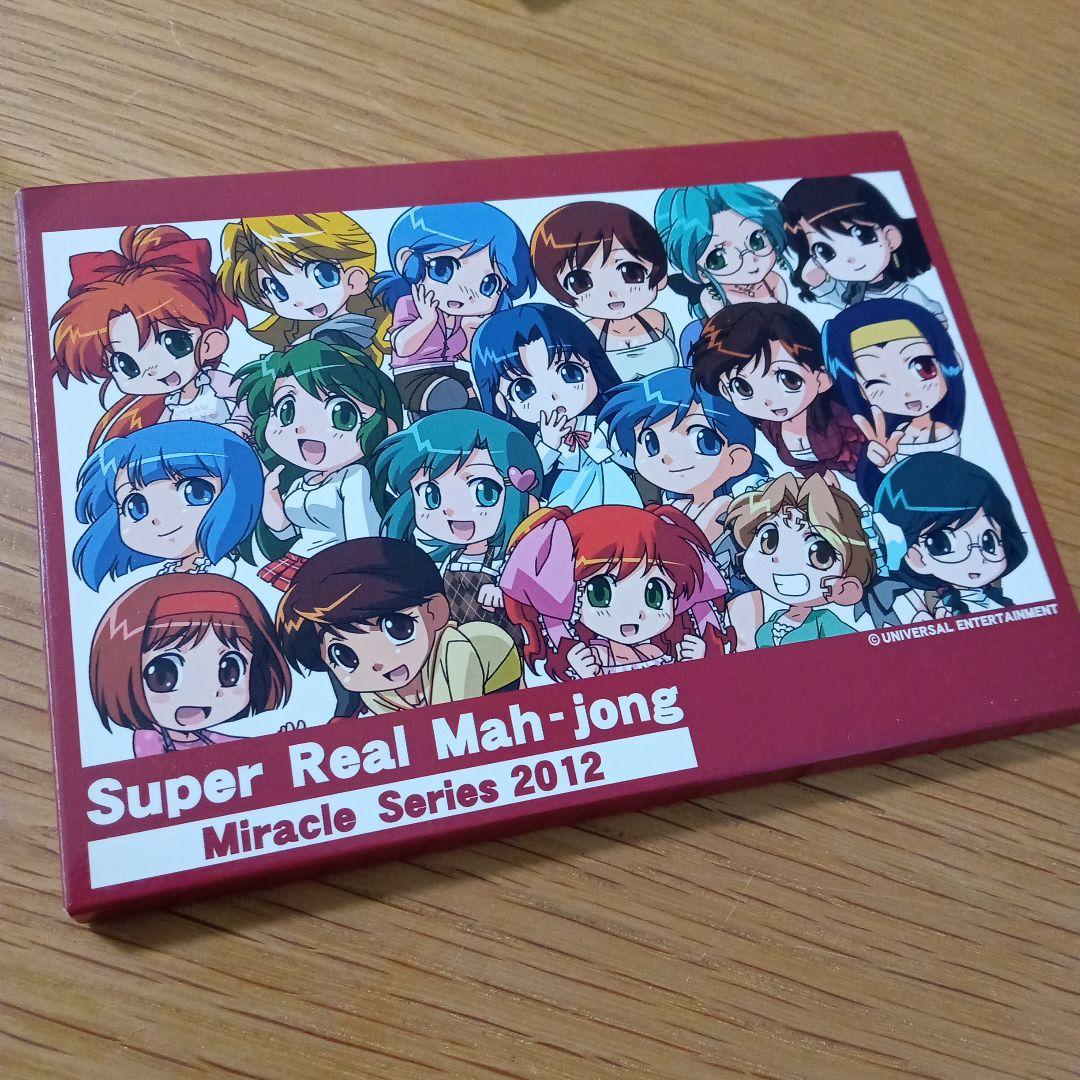 © UNIVERSAL ENTERTAINMENT
Super Real Mah-jong
Miracle Series 2012